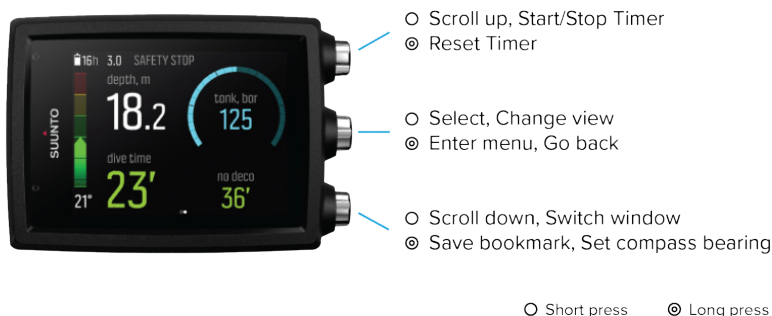 16h 3.0 SAFETY STOP
depth, m
18.2
tank, bar
125
SUUNTO
dive time
23'
no deco
36'
21°
Scroll up, Start/Stop Timer
Reset Timer
Select, Change view
Enter menu, Go back
Scroll down, Switch window
Save bookmark, Set compass bearing
Short press Long press